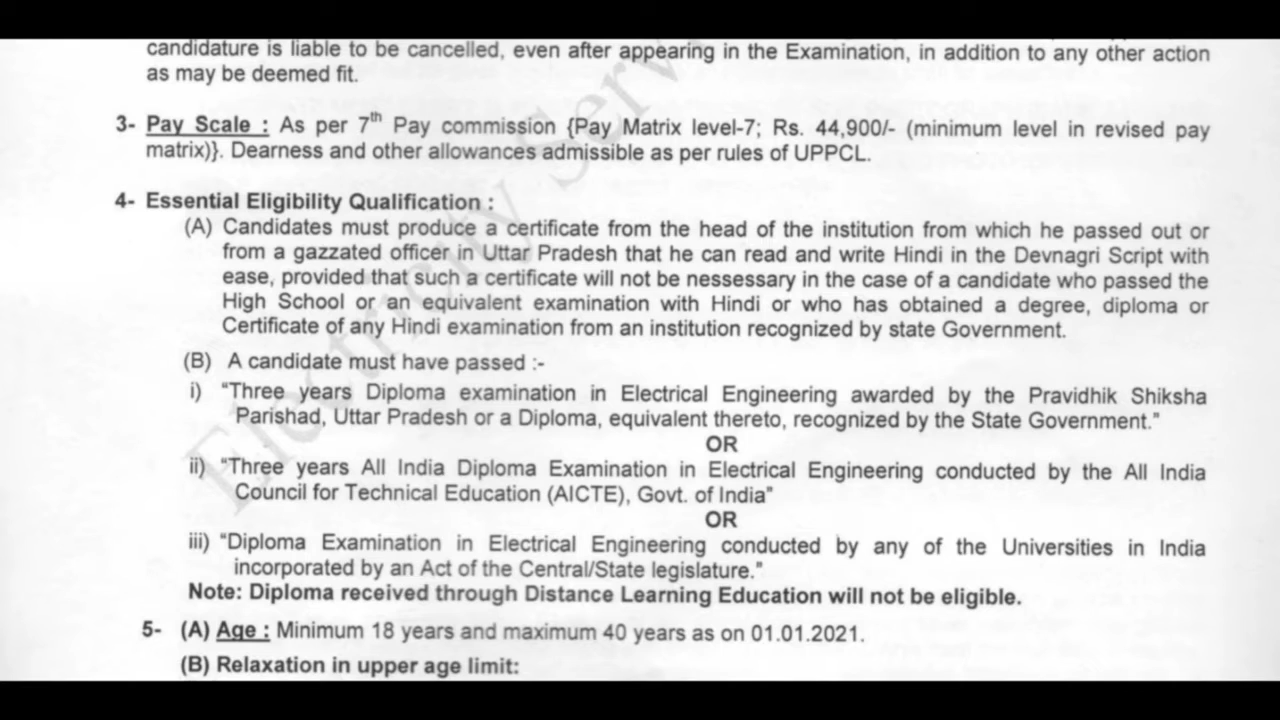 candidature is liable to be cancelled, even after appearing in the Examination, in addition to any other action
as may be deemed fit.
3- Pay Scale : As per 7th Pay commission {Pay Matrix level-7; Rs. 44,900/- (minimum level in revised pay
matrix)}. Dearness and other allowances admissible as per rules of UPPCL.
4- Essential Eligibility Qualification :
(A) Candidates must produce a certificate from the head of the institution from which he passed out or
from a gazzated officer in Uttar Pradesh that he can read and write Hindi in the Devnagri Script with
ease, provided that such a certificate will not be nessessary in the case of a candidate who passed the
High School or an equivalent examination with Hindi or who has obtained a degree, diploma or
Certificate of any Hindi examination from an institution recognized by state Government.
(B) A candidate must have passed :-
i) "Three years Diploma examination in Electrical Engineering awarded by the Pravidhik Shiksha
Parishad, Uttar Pradesh or a Diploma, equivalent thereto, recognized by the State Government."
OR
ii) "Three years All India Diploma Examination in Electrical Engineering conducted by the All India
Council for Technical Education (AICTE), Govt. of India"
OR
iii) "Diploma Examination in Electrical Engineering conducted by any of the Universities in India
incorporated by an Act of the Central/State legislature."
Note: Diploma received through Distance Learning Education will not be eligible.
5- (A) Age : Minimum 18 years and maximum 40 years as on 01.01.2021.
(B) Relaxation in upper age limit:
Electricity Serv